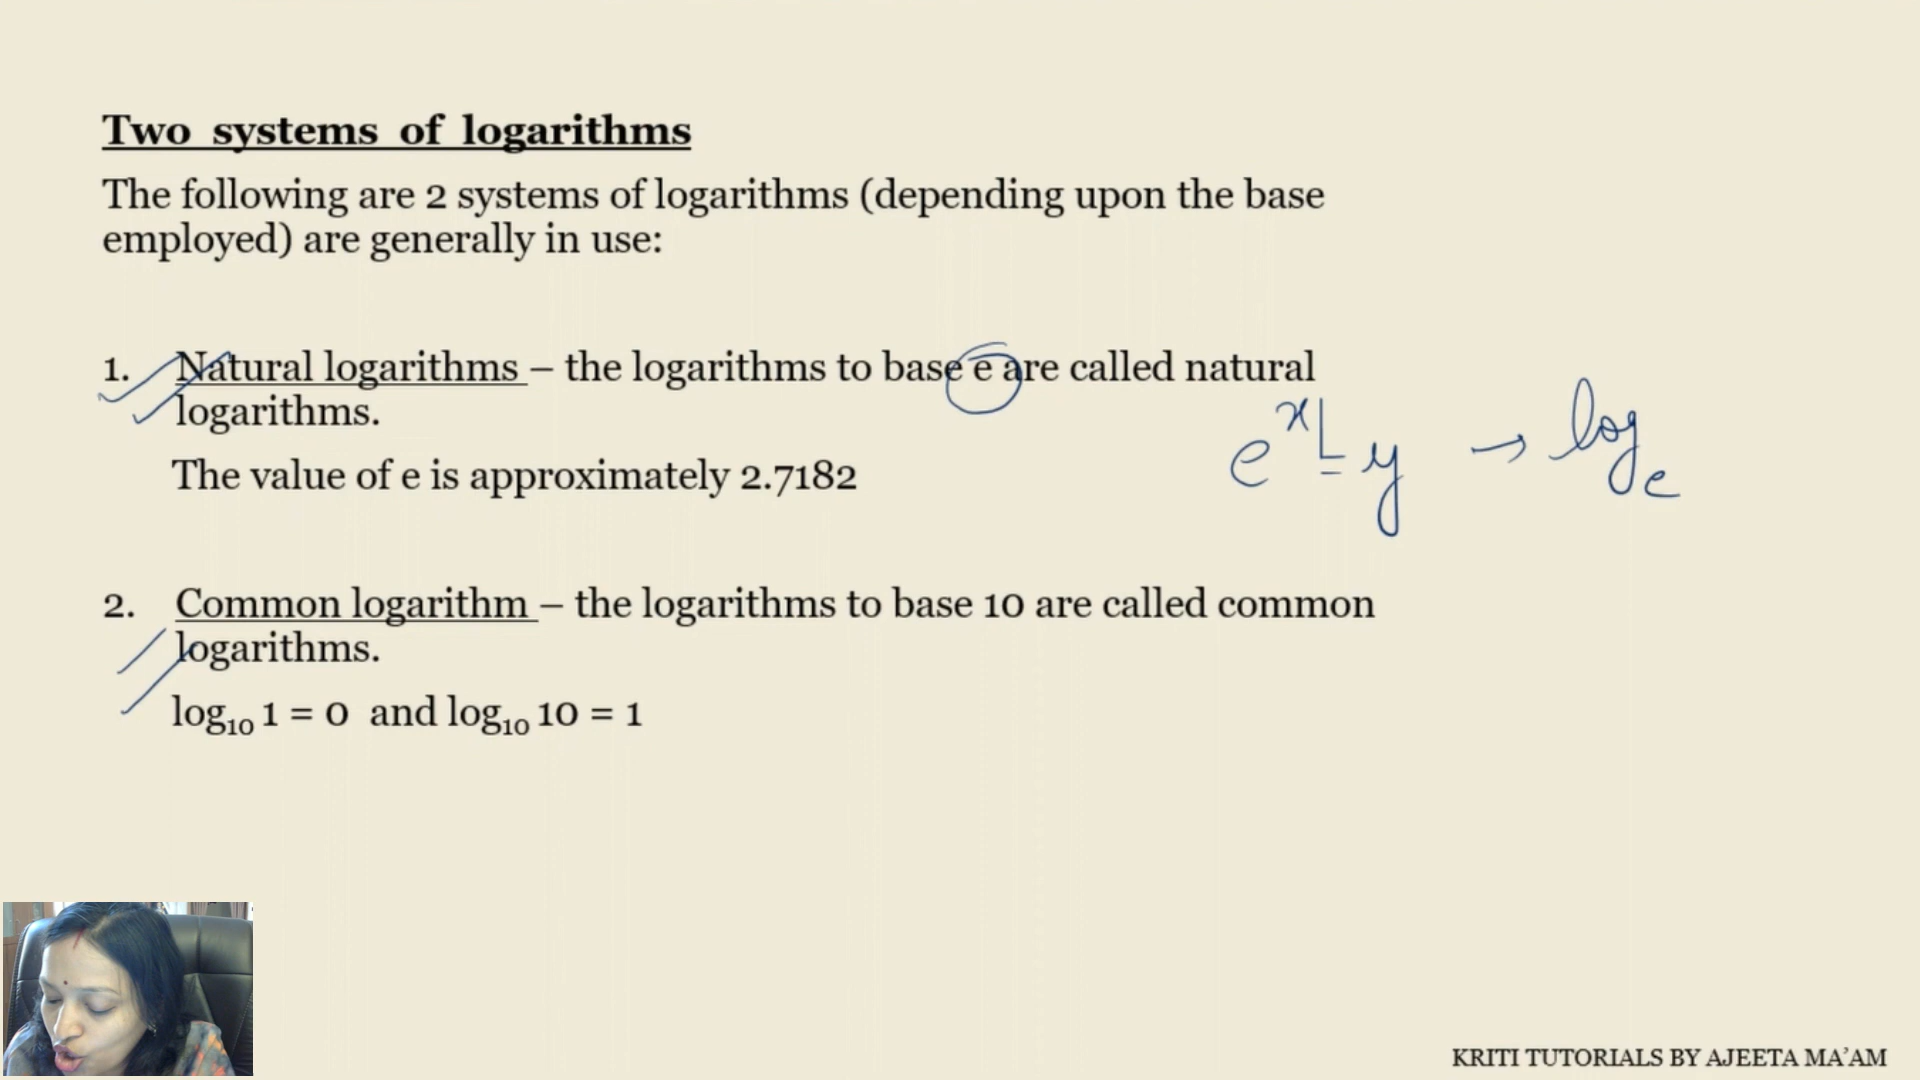 Two systems of logarithms
The following are 2 systems of logarithms (depending upon the base
employed) are generally in use:
1. Natural logarithms – the logarithms to base e are called natural
logarithms.
The value of e is approximately 2.7182
eˣ = y → logₑ
2. Common logarithm – the logarithms to base 10 are called common
logarithms.
log₁₀ 1 = 0 and log₁₀ 10 = 1
KRITI TUTORIALS BY AJEETA MA’AM